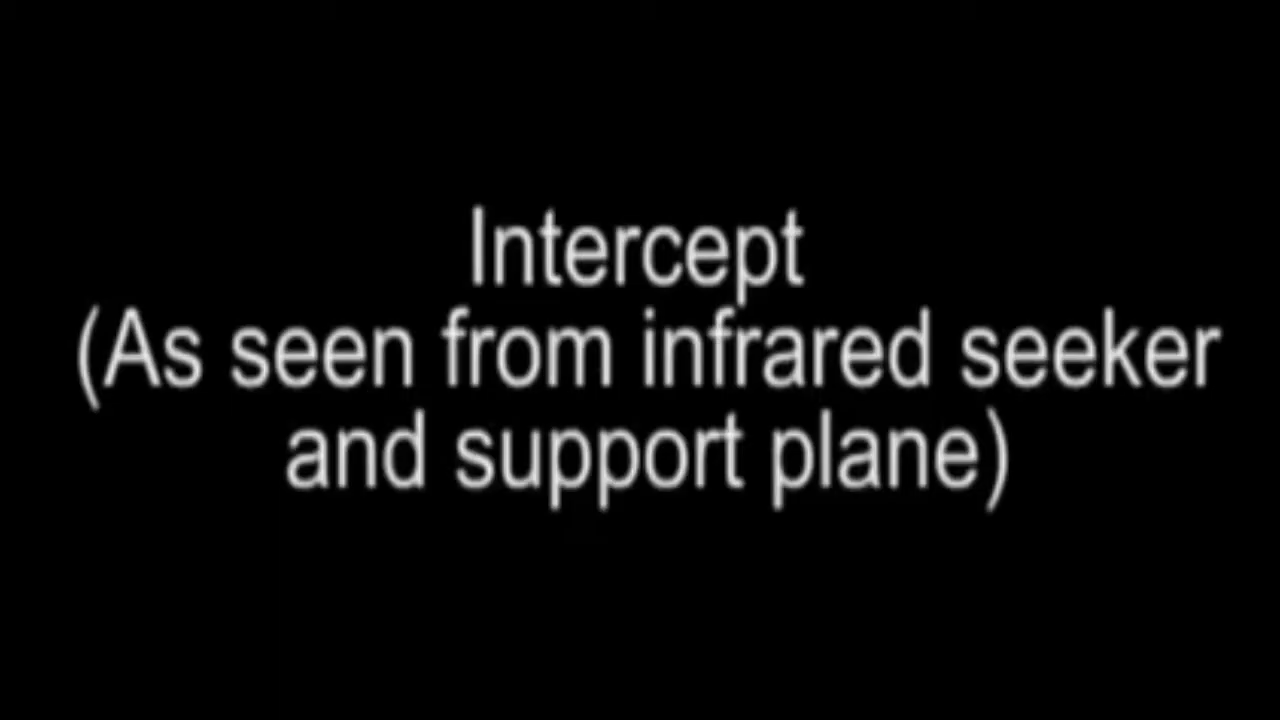 Intercept
(As seen from infrared seeker
and support plane)